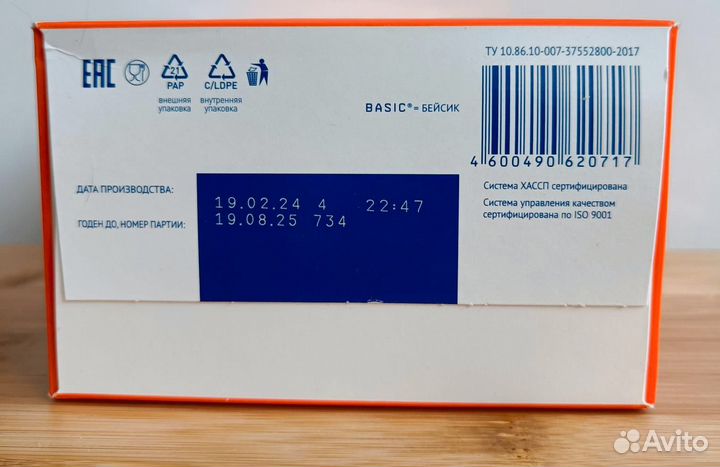 ТУ 10.86.10-007-37552800-2017
EAC
21
PAP
внешняя
упаковка
C/LDPE
внутренняя
упаковка
BASIC® = БЕЙСИК
4 600490 620717
ДАТА ПРОИЗВОДСТВА:
19.02.24 4 22:47
ГОДЕН ДО, НОМЕР ПАРТИИ:
19.08.25 734
Система ХАССП сертифицирована
Система управления качеством
сертифицирована по ISO 9001
Avito